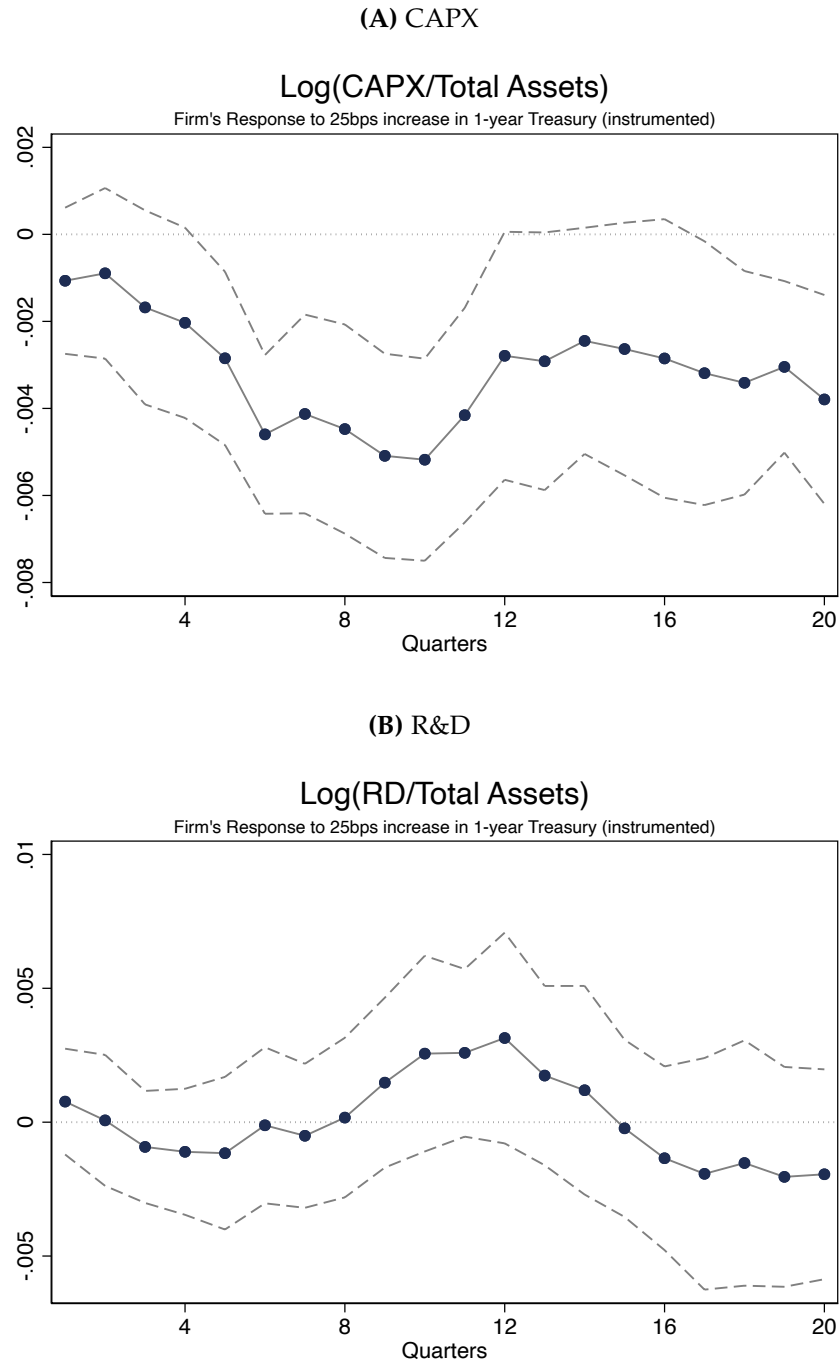 (A) CAPX
Log(CAPX/Total Assets)
Firm's Response to 25bps increase in 1-year Treasury (instrumented)
.002
0
-.002
-.004
-.006
-.008
4 8 12 16 20
Quarters
(B) R&D
Log(RD/Total Assets)
Firm's Response to 25bps increase in 1-year Treasury (instrumented)
.01
.005
0
-.005
4 8 12 16 20
Quarters